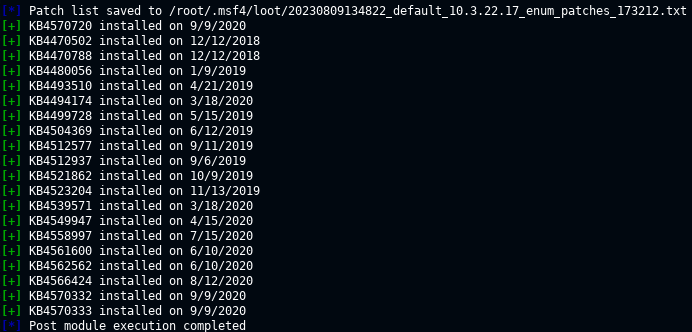 [*] Patch list saved to /root/.msf4/loot/20230809134822_default_10.3.22.17_enum_patches_173212.txt
[+] KB4570720 installed on 9/9/2020
[+] KB4470502 installed on 12/12/2018
[+] KB4470788 installed on 12/12/2018
[+] KB4480056 installed on 1/9/2019
[+] KB4493510 installed on 4/21/2019
[+] KB4494174 installed on 3/18/2020
[+] KB4499728 installed on 5/15/2019
[+] KB4504369 installed on 6/12/2019
[+] KB4512577 installed on 9/11/2019
[+] KB4512937 installed on 9/6/2019
[+] KB4521862 installed on 10/9/2019
[+] KB4523204 installed on 11/13/2019
[+] KB4539571 installed on 3/18/2020
[+] KB4549947 installed on 4/15/2020
[+] KB4558997 installed on 7/15/2020
[+] KB4561600 installed on 6/10/2020
[+] KB4562562 installed on 6/10/2020
[+] KB4566424 installed on 8/12/2020
[+] KB4570332 installed on 9/9/2020
[+] KB4570333 installed on 9/9/2020
[*] Post module execution completed